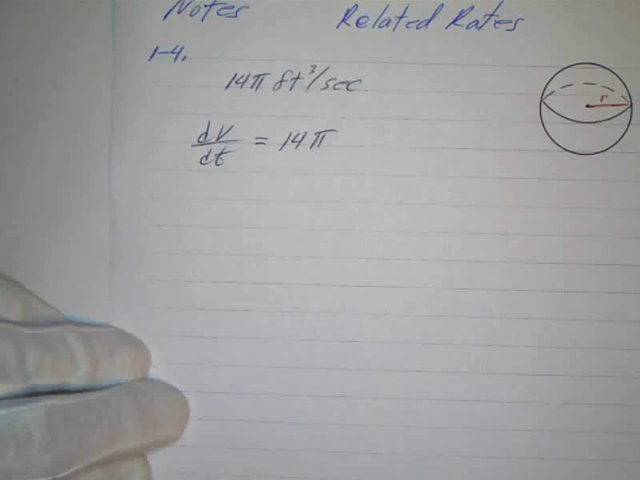 Notes Related Rates
1-4.
14π ft³/sec.
dV/dt = 14π
r